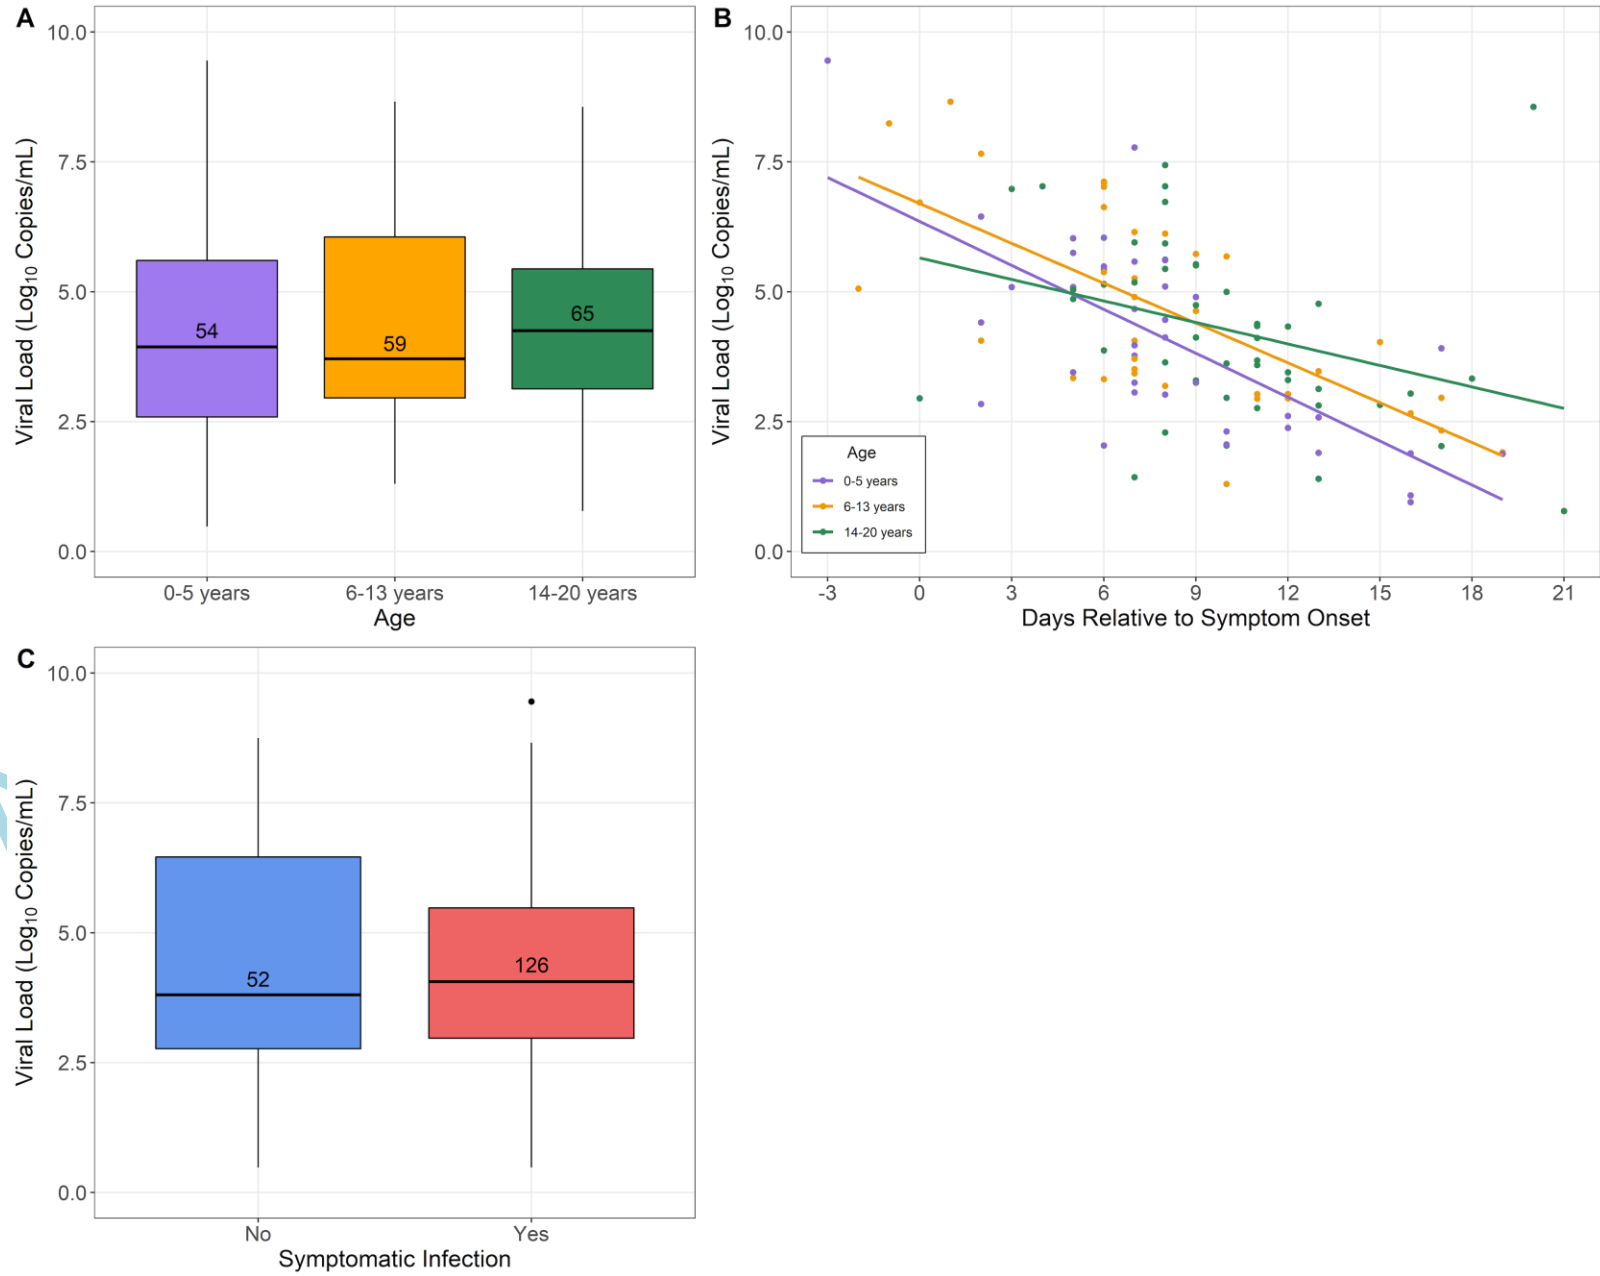 A
Viral Load (Log10 Copies/mL)
10.0
7.5
5.0
2.5
0.0
54
59
65
0-5 years
6-13 years
14-20 years
Age
B
Viral Load (Log10 Copies/mL)
10.0
7.5
5.0
2.5
0.0
Age
0-5 years
6-13 years
14-20 years
-3 0 3 6 9 12 15 18 21
Days Relative to Symptom Onset
C
Viral Load (Log10 Copies/mL)
10.0
7.5
5.0
2.5
0.0
52
126
No
Yes
Symptomatic Infection